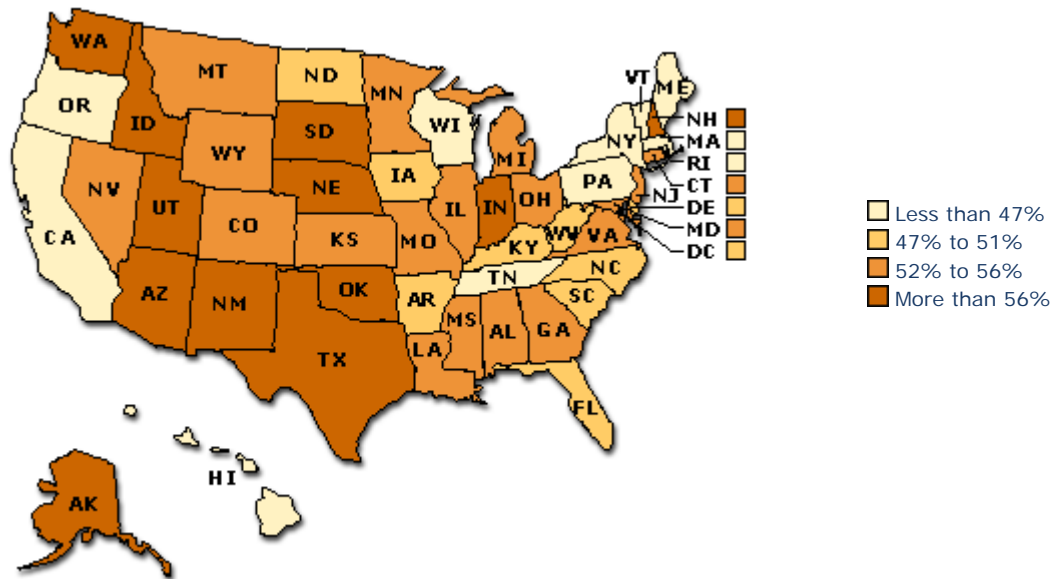 WA
MT
ND
MN
VT
ME
OR
ID
SD
WI
NY
NH
MA
RI
WY
MI
PA
CT
NV
NE
IA
NJ
DE
UT
CO
IL
IN
OH
MD
CA
KS
MO
KY
WV
VA
DC
AZ
NM
OK
AR
TN
NC
SC
TX
LA
MS
AL
GA
FL
HI
AK
Less than 47%
47% to 51%
52% to 56%
More than 56%